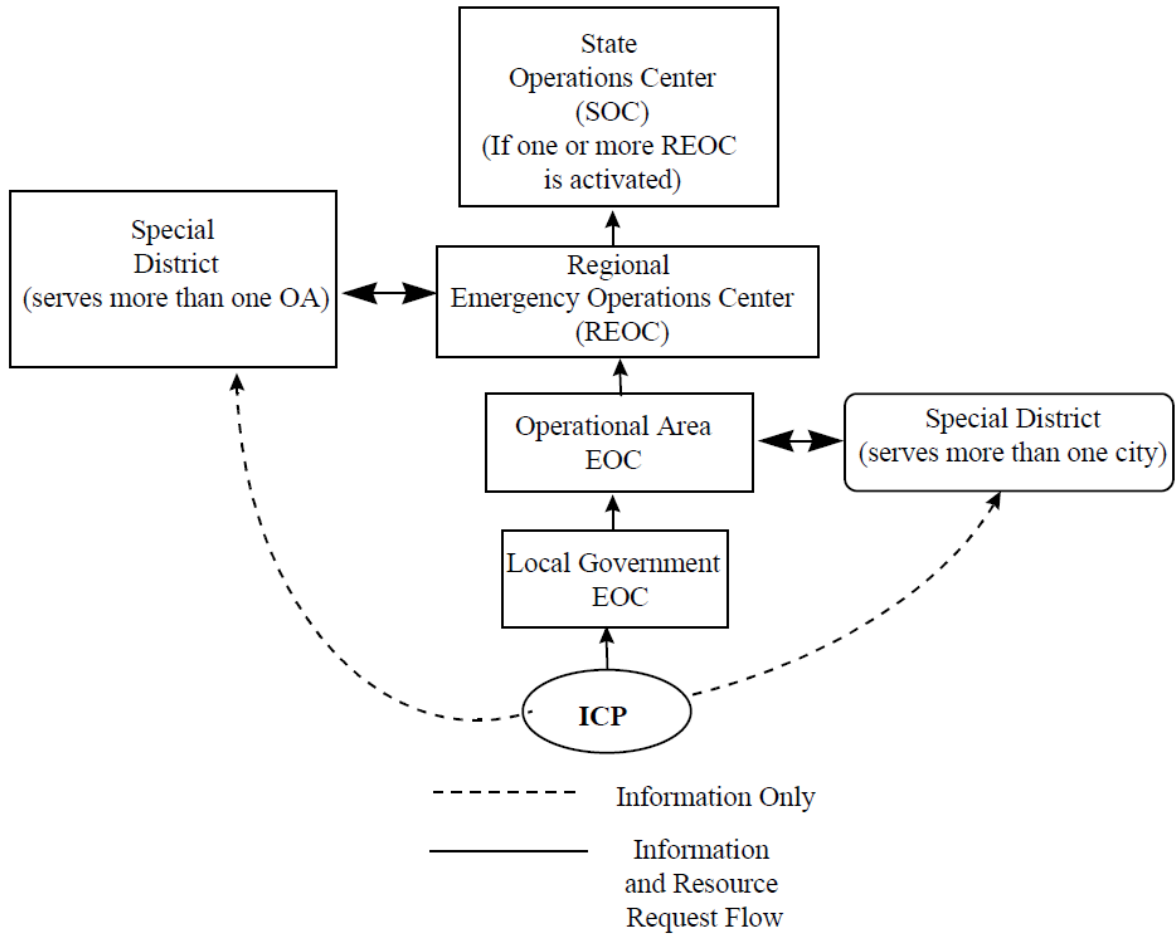 State
Operations Center
(SOC)
(If one or more REOC
is activated)
Special
District
(serves more than one OA)
Regional
Emergency Operations Center
(REOC)
Operational Area
EOC
Special District
(serves more than one city)
Local Government
EOC
ICP
Information Only
Information
and Resource
Request Flow